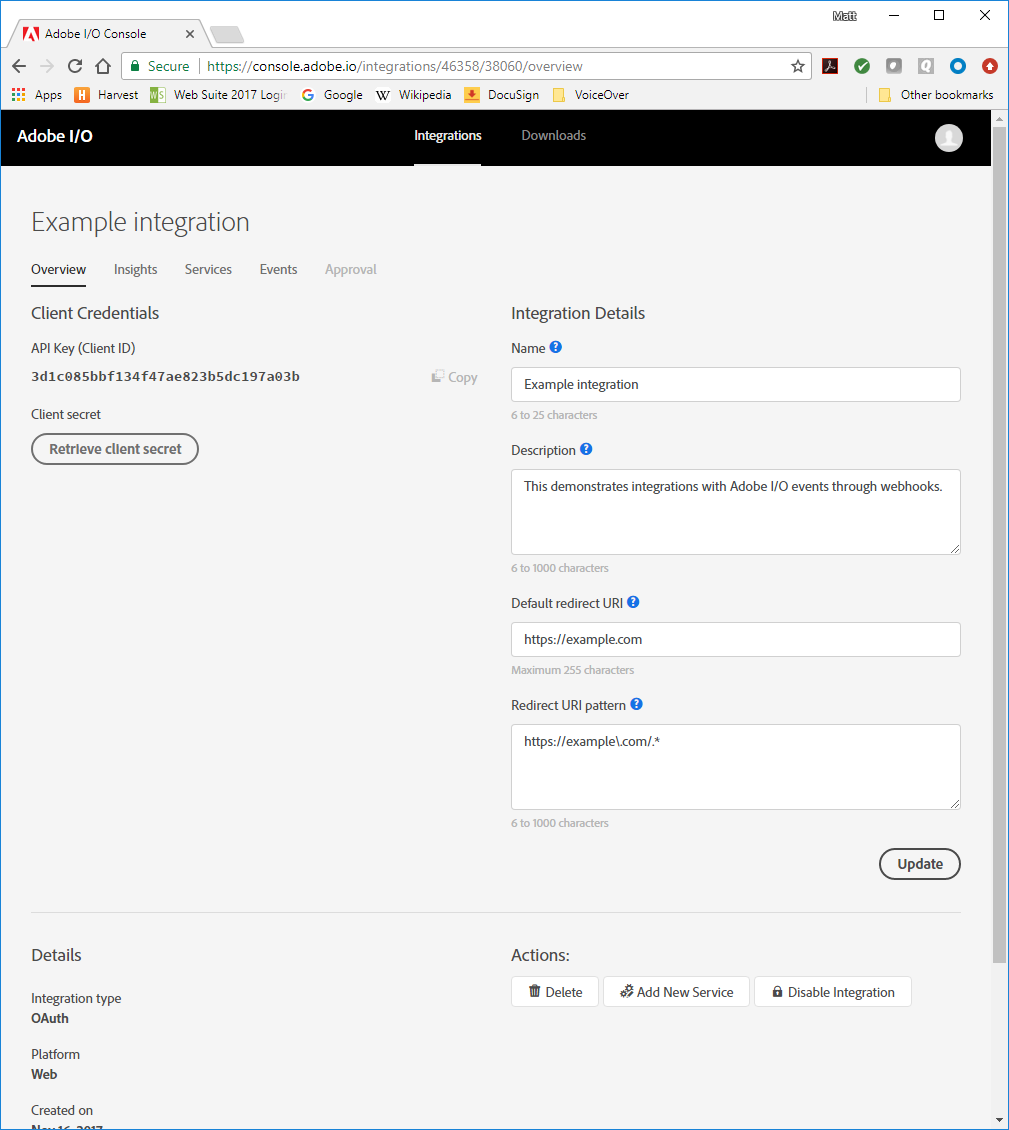 Matt
Adobe I/O Console
Secure https://console.adobe.io/integrations/46358/38060/overview
Apps Harvest Web Suite 2017 Login Google Wikipedia DocuSign VoiceOver Other bookmarks
Adobe I/O Integrations Downloads
Example integration
Overview Insights Services Events Approval
Client Credentials
API Key (Client ID)
3d1c085bbf134f47ae823b5dc197a03b Copy
Client secret
Retrieve client secret
Integration Details
Name ?
Example integration
6 to 25 characters
Description ?
This demonstrates integrations with Adobe I/O events through webhooks.
6 to 1000 characters
Default redirect URI ?
https://example.com
Maximum 255 characters
Redirect URI pattern ?
https://example\.com/.*
6 to 1000 characters
Update
Details
Integration type
OAuth
Platform
Web
Created on
Nov 16, 2017
Actions:
Delete Add New Service Disable Integration